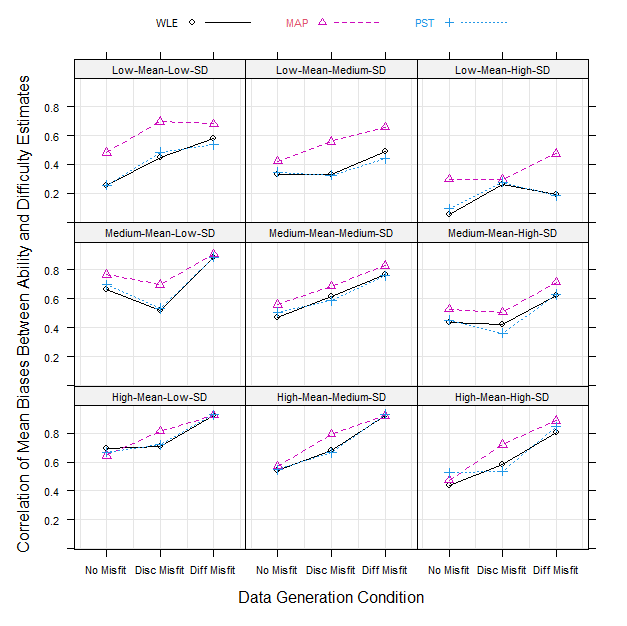 WLE MAP PST
Low-Mean-Low-SD Low-Mean-Medium-SD Low-Mean-High-SD
0.8
0.6
0.4
0.2
Medium-Mean-Low-SD Medium-Mean-Medium-SD Medium-Mean-High-SD
0.8
0.6
0.4
0.2
High-Mean-Low-SD High-Mean-Medium-SD High-Mean-High-SD
0.8
0.6
0.4
0.2
No Misfit Disc Misfit Diff Misfit No Misfit Disc Misfit Diff Misfit No Misfit Disc Misfit Diff Misfit
Data Generation Condition
Correlation of Mean Biases Between Ability and Difficulty Estimates